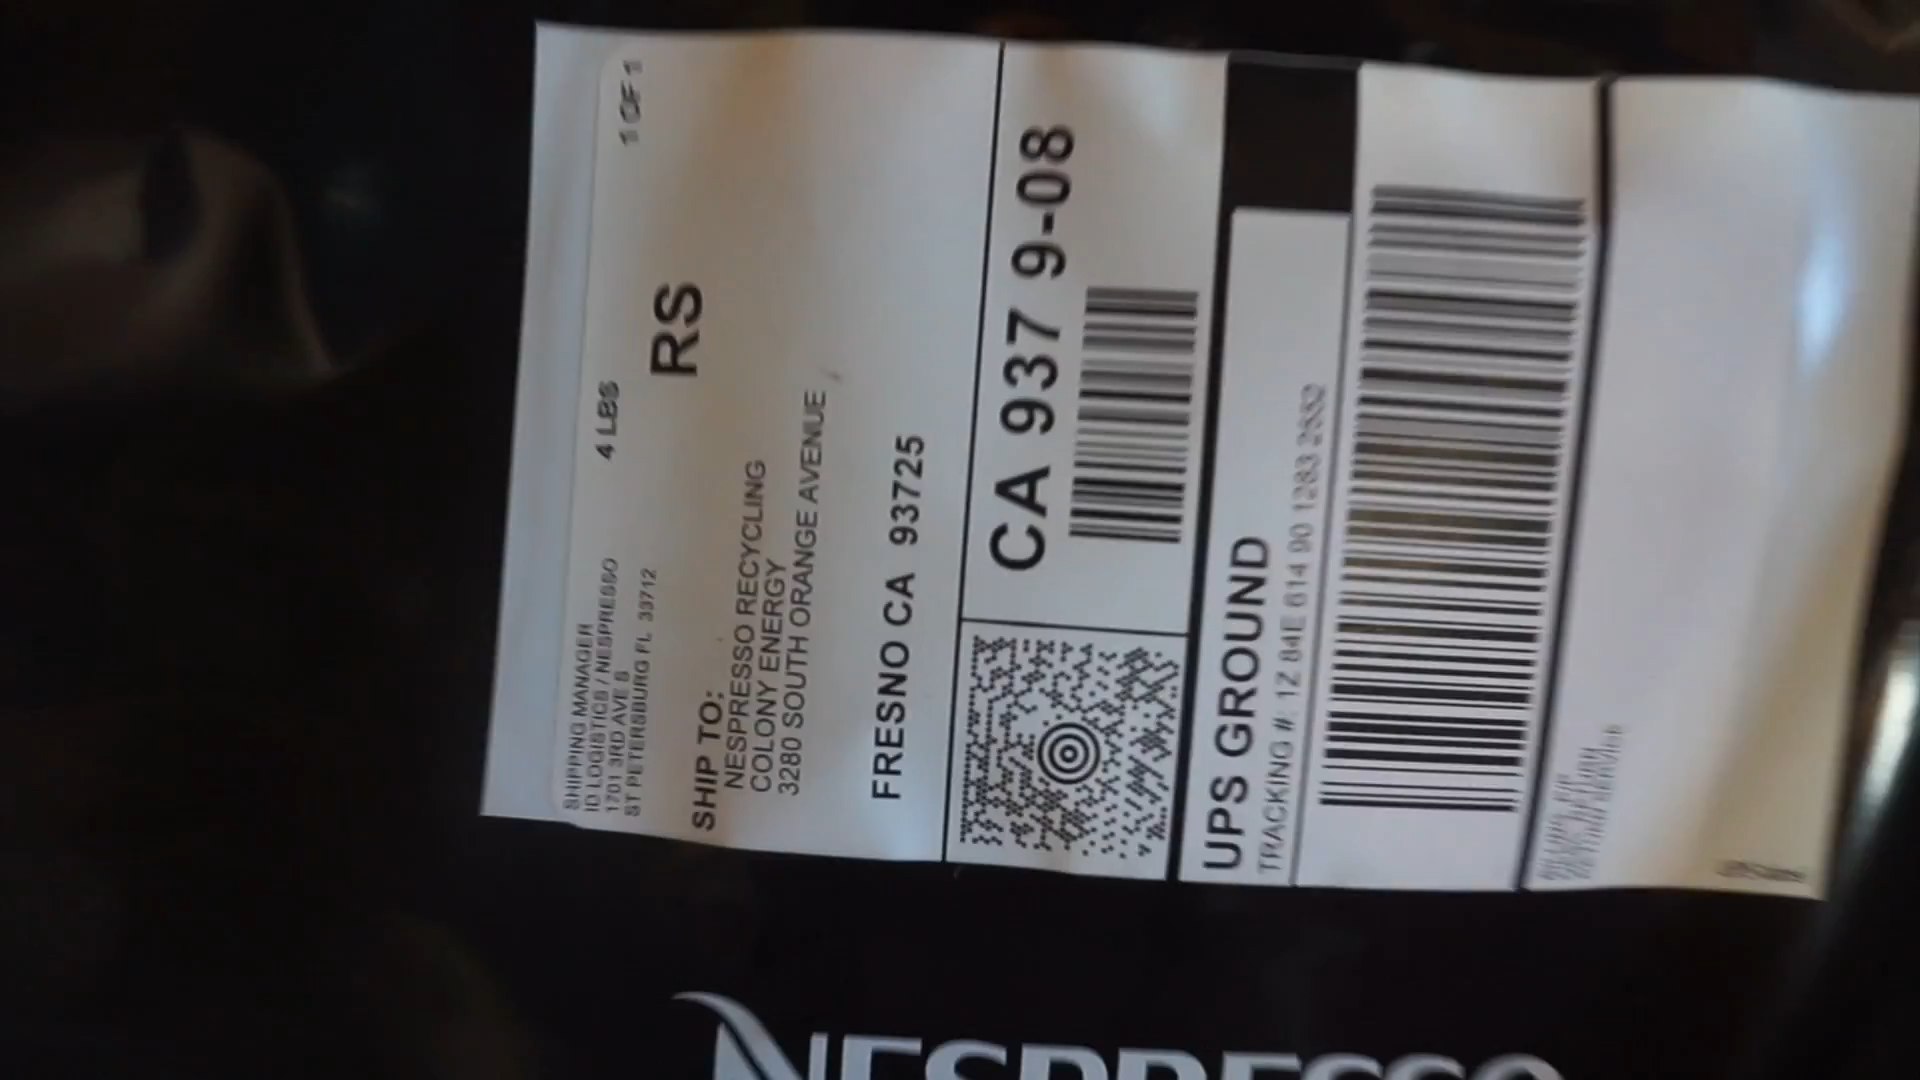 SHIPPING MANAGER
ID LOGISTICS / NESPRESSO
1701 3RD AVE S
ST PETERSBURG FL 33712
4 LBS
1 OF 1
RS
SHIP TO:
NESPRESSO RECYCLING
COLONY ENERGY
3280 SOUTH ORANGE AVENUE
FRESNO CA 93725
CA 937 9-08
UPS GROUND
TRACKING #: 1Z 84E 614 90 1283 2652
NESPRESSO